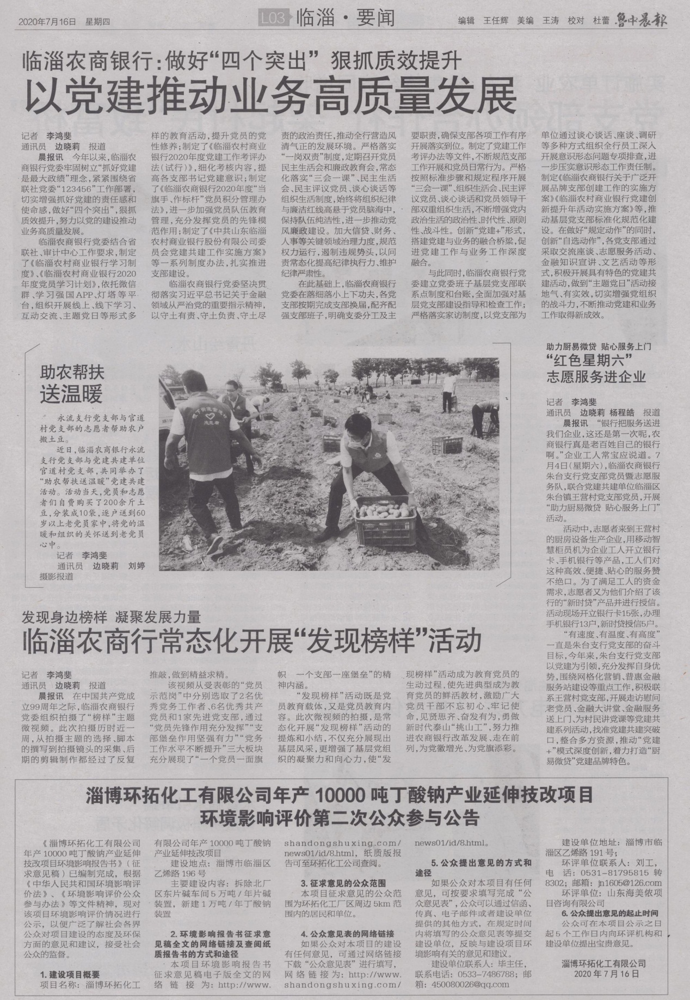 2020年7月16日　星期四
L03 临淄·要闻
编辑　王任辉　美编　王涛　校对　杜蕾　鲁中晨报
临淄农商银行:做好“四个突出” 狠抓质效提升
以党建推动业务高质量发展
记者　李鸿斐
通讯员　边晓莉　报道
晨报讯　今年以来,临淄农
商银行党委牢固树立“抓好党建
是最大政绩”理念,紧紧围绕省
联社党委“123456”工作部署,
切实增强抓好党建的责任感和
使命感,做好“四个突出”,狠抓
质效提升,努力以党的建设推动
业务高质量发展。
临淄农商银行党委结合省
联社、审计中心工作要求,制定
了《临淄农村商业银行学习制
度》、《临淄农村商业银行2020
年度党员学习计划》,依托微信
群、学习强国APP、灯塔等平
台,组织开展线上、线下学习、
互动交流、主题党日等形式多
样的教育活动,提升党员的党
性修养;制定了《临淄农村商业
银行2020年度党建工作考评办
法(试行)》,细化考核内容,提
高各支部书记党建意识;制定
了《临淄农商银行2020年度“当
旗手、作标杆”党员积分管理办
法》,进一步加强党员队伍教育
管理,充分发挥党员的先锋模
范作用;制定了《中共山东临淄
农村商业银行股份有限公司委
员会党建共建工作实施方案》
等一系列制度办法,扎实推进
支部建设。
临淄农商银行党委坚决贯
彻落实习近平总书记关于金融
领域从严治党的重要指示精神,
以守土有责、守土负责、守土尽
责的政治责任,推动全行营造风
清气正的发展环境。严格落实
“一岗双责”制度,定期召开党员
民主生活会和廉政教育会,常态
化落实“三会一课”、民主生活
会、民主评议党员、谈心谈话等
组织生活制度,始终将组织纪律
与廉洁红线高悬于党员脑海中,
保持队伍纯洁性,进一步推动党
风廉政建设。加大信贷、财务、
人事等关键领域治理力度,规范
权力运行,遏制违规势头,以问
责常态化提高纪律执行力、维护
纪律严肃性。
在此基础上,临淄农商银行
党委在落细落小上下功夫,各党
支部按期完成支部换届,配齐配
强支部班子,明确支委分工及主
要职责,确保支部各项工作有序
开展落实到位。制定了党建工作
考评办法等文件,不断规范支部
工作开展和党员日常行为。严格
按照标准步骤和规定程序开展
“三会一课”、组织生活会、民主评
议党员、谈心谈话和党员领导干
部双重组织生活,不断增强党内
政治生活的政治性、时代性、原则
性、战斗性。创新“党建+”形式,
搭建党建与业务的融合桥梁,促
进党建工作与业务工作深度
融合。
与此同时,临淄农商银行党
委建立党委班子基层党支部联
系点制度和台账,全面加强对基
层党支部建设指导和检查工作;
严格落实家访制度,以党支部为
单位通过谈心谈话、座谈、调研
等多种方式组织全行员工深入
开展意识形态问题专项排查,进
一步压实意识形态工作责任制。
制定《临淄农商银行关于广泛开
展品牌支部创建工作的实施方
案》《临淄农村商业银行党建创
新提升年活动实施方案》等,推
动基层党支部标准化规范化建
设。在做好“规定动作”的同时,
创新“自选动作”,各党支部通过
采取交流座谈、志愿服务活动、
金融知识宣讲、文艺活动等形
式,积极开展具有特色的党建共
建活动,做到“主题党日”活动接
地气、有实效,切实增强党组织
的战斗力,不断推动党建和业务
工作取得新成效。
助农帮扶
送温暖
永流支行党支部与官道
村党支部的志愿者帮助农户
搬土豆。
近日,临淄农商银行永流
支行党支部与党建共建单位
官道村党支部,共同举办了
“助农帮扶送温暖”党建共建
活动。活动当天,党员和志愿
者们自费购买了200余斤土
豆,分装成10袋,逐户送到60
岁以上老党员家中,将党的温
暖和组织的关怀送到老党员
心中。
记者　李鸿斐
通讯员　边晓莉　刘婷
摄影报道
助力厨易微贷 贴心服务上门
“红色星期六”
志愿服务进企业
记者　李鸿斐
通讯员　边晓莉 杨程皓　报道
晨报讯　“银行把服务送进
我们企业,这还是第一次呢,农
商银行真是老百姓自己的银行
啊。”企业工人常宝应说道。7
月4日(星期六),临淄农商银行
朱台支行党支部党员暨志愿服
务队,联合党建共建单位临淄区
朱台镇王营村党支部党员,开展
“助力厨易微贷 贴心服务上门”
活动。
活动中,志愿者来到王营村
的厨房设备生产企业,用移动智
慧柜员机为企业工人开立银行
卡、手机银行等产品,工人们对
这种高效、便捷、贴心的服务赞
不绝口。为了满足工人的资金
需求,志愿者又为他们介绍了该
行的“新时贷”产品并进行授信。
活动现场开立银行卡15张,办理
手机银行13户,新时贷授信5户。
“有速度、有温度、有高度”
一直是朱台支行党支部的奋斗
目标,今年来,朱台支行党支部
以党建为引领,充分发挥自身优
势,围绕网格化营销、普惠金融
服务站建设等重点工作,积极联
系王营村党支部,开展走访慰问
老党员、金融大讲堂、金融服务
送上门、为村民讲党课等党建共
建系列活动,找准党建共建突破
口,整合多方资源,推动“党建
+”模式深度创新,着力打造“厨
易微贷”党建品牌特色。
发现身边榜样 凝聚发展力量
临淄农商行常态化开展“发现榜样”活动
记者　李鸿斐
通讯员　边晓莉　报道
晨报讯　在中国共产党成
立99周年之际,临淄农商银行
党委组织拍摄了“榜样”主题
微视频。此次拍摄历时近一
周,从拍摄主题的选择、脚本
的撰写到拍摄镜头的采集、后
期的剪辑制作都经过了反复
推敲,做到精益求精。
该视频从受表彰的“党员
示范岗”中分别选取了2名优
秀党务工作者、6名优秀共产
党员和1家先进党支部,通过
“党员先锋作用充分发挥”“支
部堡垒作用坚强有力”“党务
工作水平不断提升”三大板块
充分展现了“一个党员一面旗
帜　一个支部一座堡垒”的精
神内涵。
“发现榜样”活动既是党
员教育载体,又是党员教育内
容。此次微视频的拍摄,是常
态化开展“发现榜样”活动的
提炼和小结,不仅充分展现出
基层风采,更增强了基层党组
织的凝聚力和向心力,使“发
现榜样”活动成为教育党员的
生动过程,使先进典型成为教
育党员的鲜活教材,激励广大
党员干部不忘初心、牢记使
命,见贤思齐、奋发有为,勇做
新时代泰山“挑山工”,努力推
进农商银行改革发展、走在前
列,为党徽增光、为党旗添彩。
淄博环拓化工有限公司年产 10000 吨丁酸钠产业延伸技改项目
环境影响评价第二次公众参与公告
《淄博环拓化工有限公司
年产 10000 吨丁酸钠产业延伸
技改项目环境影响报告书》（征
求意见稿）已编制完成，根据
《中华人民共和国环境影响评
价法》、《环境影响评价公众
参与办法》等文件精神，现对
该项目环境影响评价情况进行
公示，以便广泛了解社会各界
公众对项目建设的态度及环保
方面的意见和建议，接受社会
公众的监督。
1. 建设项目概要
项目名称：淄博环拓化工
有限公司年产 10000 吨丁酸钠
产业延伸技改项目
建设地点：淄博市临淄区
乙烯路 196 号
主要建设内容：拆除北厂
区东片碱车间 5 万吨 / 年片碱
装置，新建 1 万吨 / 年丁酸钠
装置
2. 环境影响报告书征求意
见稿全文的网络链接及查阅纸
质报告书的方式和途径
本项目环境影响报告书
征求意见稿电子版全文的网
络链接为：http://www.
shandongshuxing.com/
news01/id/8.html，纸质版报
告可至环拓化工公司查阅。
3. 征求意见的公众范围
本项目征求意见的公众范
围为环拓化工厂区周边 5km 范
围内的居民和单位。
4. 公众意见表的网络链接
如果公众对本项目的建设
有任何意见，可通过网络链接
下载“公众意见表”进行填写，
网络链接为：http://www.
shandongshuxing.com/
news01/id/8.html。
5. 公众提出意见的方式和
途径
如果公众对本项目有任何
意见，可按要求填写完成“公
众意见表”，公众可以通过信函、
传真、电子邮件或者建设单位
提供的其他方式，在规定时间
内将填写的公众意见表等提交
建设单位，反映与建设项目环
境影响有关的意见和建议。
建设单位联系人：毕主任，
联系电话：0533-7486788；邮
箱：450080026@qq.com
建设单位地址：淄博市临
淄区乙烯路 191 号；
环评单位联系人：刘工，
电话：0531-81795815 转
8302；邮箱：jn1605@126.com
环评单位：山东海美侬项
目咨询有限公司
6. 公众提出意见的起止时间
公众可在本项目公示之日
起 5 个工作日内向环评机构和
建设单位提出宝贵意见。
淄博环拓化工有限公司
2020 年 7 月 16 日